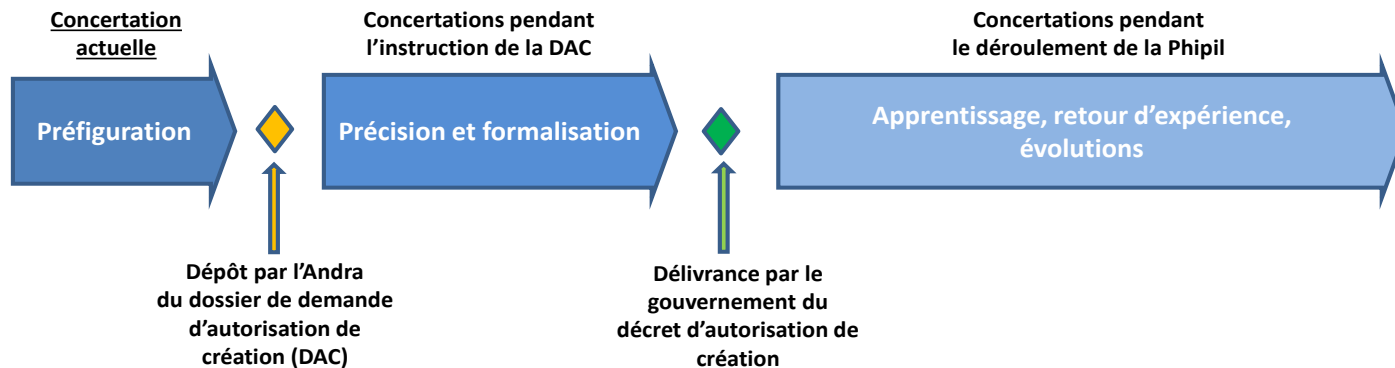 Concertation
actuelle
Concertations pendant
l’instruction de la DAC
Concertations pendant
le déroulement de la Phipil
Préfiguration
Précision et formalisation
Apprentissage, retour d’expérience,
évolutions
Dépôt par l’Andra
du dossier de demande
d’autorisation de
création (DAC)
Délivrance par le
gouvernement du
décret d’autorisation de
création